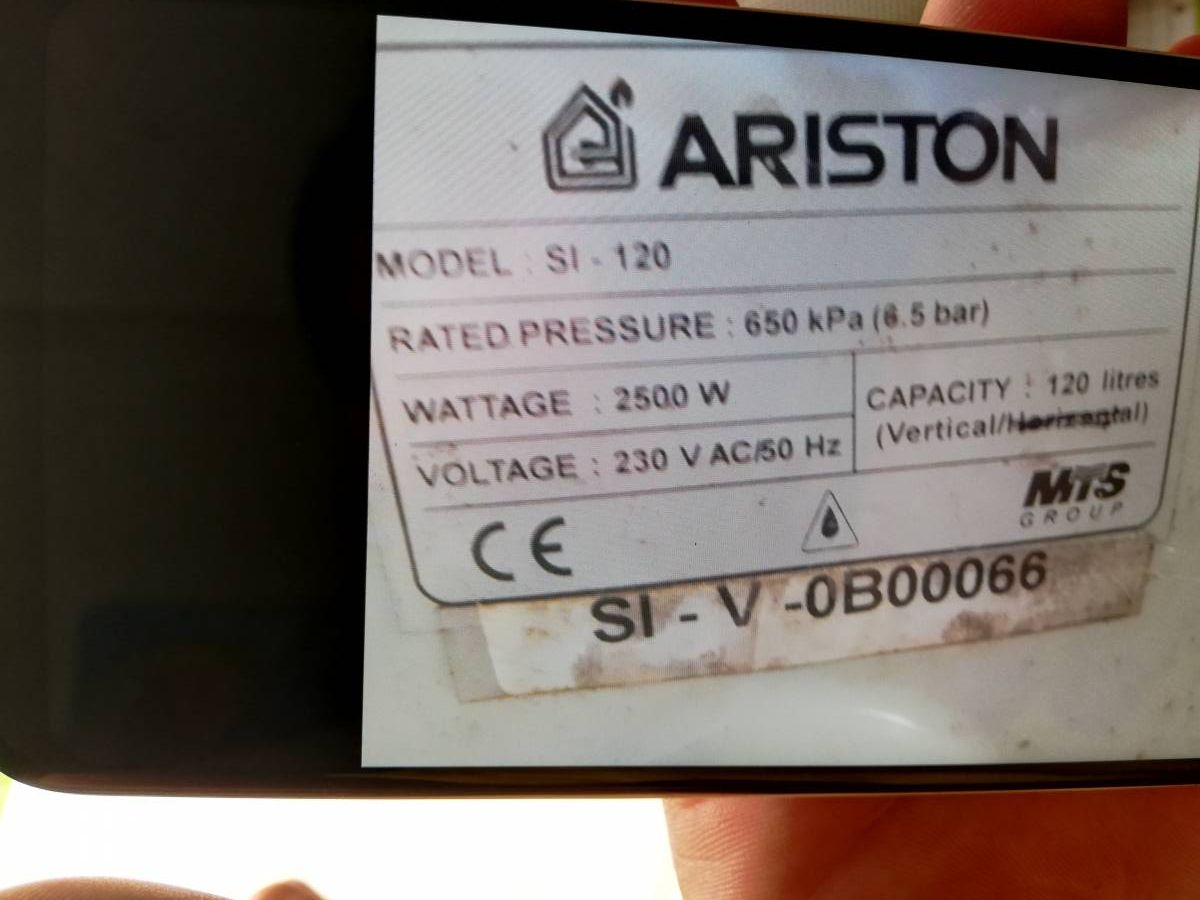 ARISTON
MODEL : SI - 120
RATED PRESSURE : 650 kPa (6.5 bar)
WATTAGE : 2500 W
CAPACITY : 120 litres
(Vertical/Horizontal)
VOLTAGE : 230 V AC/50 Hz
CE
MTS
GROUP
SI - V -0B00066